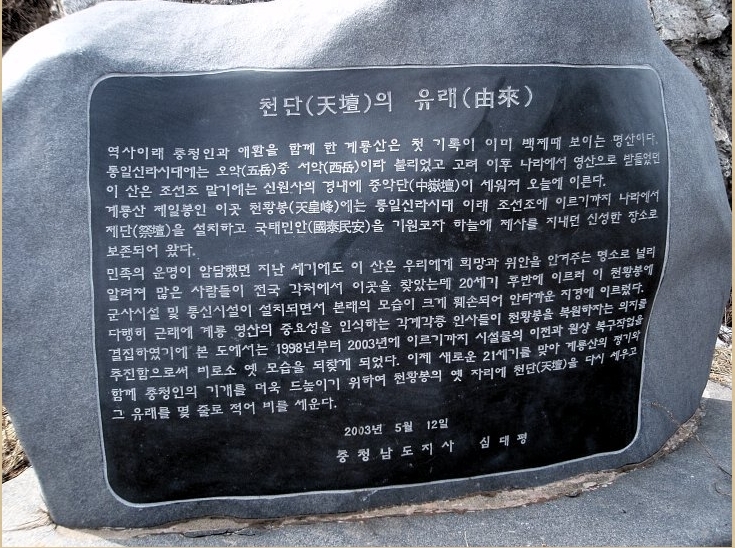 천단(天壇)의 유래(由來)
역사이래 충청인과 애환을 함께 한 계룡산은 첫 기록이 이미 백제때 보이는 명산이다.
통일신라시대에는 오악(五岳)중 서악(西岳)이라 불리었고 고려 이후 나라에서 영산으로 받들었던
이 산은 조선조 말기에는 신원사의 경내에 중악단(中嶽壇)이 세워져 오늘에 이른다.
계룡산 제일봉인 이곳 천황봉(天皇峰)에는 통일신라시대 이래 조선조에 이르기까지 나라에서
제단(祭壇)을 설치하고 국태민안(國泰民安)을 기원코자 하늘에 제사를 지내던 신성한 장소로
보존되어 왔다.
민족의 운명이 암담했던 지난 세기에도 이 산은 우리에게 희망과 위안을 안겨주는 명소로 널리
알려져 많은 사람들이 전국 각처에서 이곳을 찾았는데 20세기 후반에 이르러 이 천황봉에
군사시설 및 통신시설이 설치되면서 본래의 모습이 크게 훼손되어 안타까운 지경에 이르렀다.
다행히 근래에 계룡 영산의 중요성을 인식하는 각계각층 인사들이 천황봉을 복원하자는 의지를
결집하였기에 본 도에서는 1998년부터 2003년에 이르기까지 시설물의 이전과 원상 복구작업을
추진함으로써 비로소 옛 모습을 되찾게 되었다. 이제 새로운 21세기를 맞아 계룡산의 정기와
함께 충청인의 기개를 더욱 드높이기 위하여 천황봉의 옛 자리에 천단(天壇)을 다시 세우고
그 유래를 몇 줄로 적어 비를 세운다.
2003년 5월 12일
충청남도지사 심대평